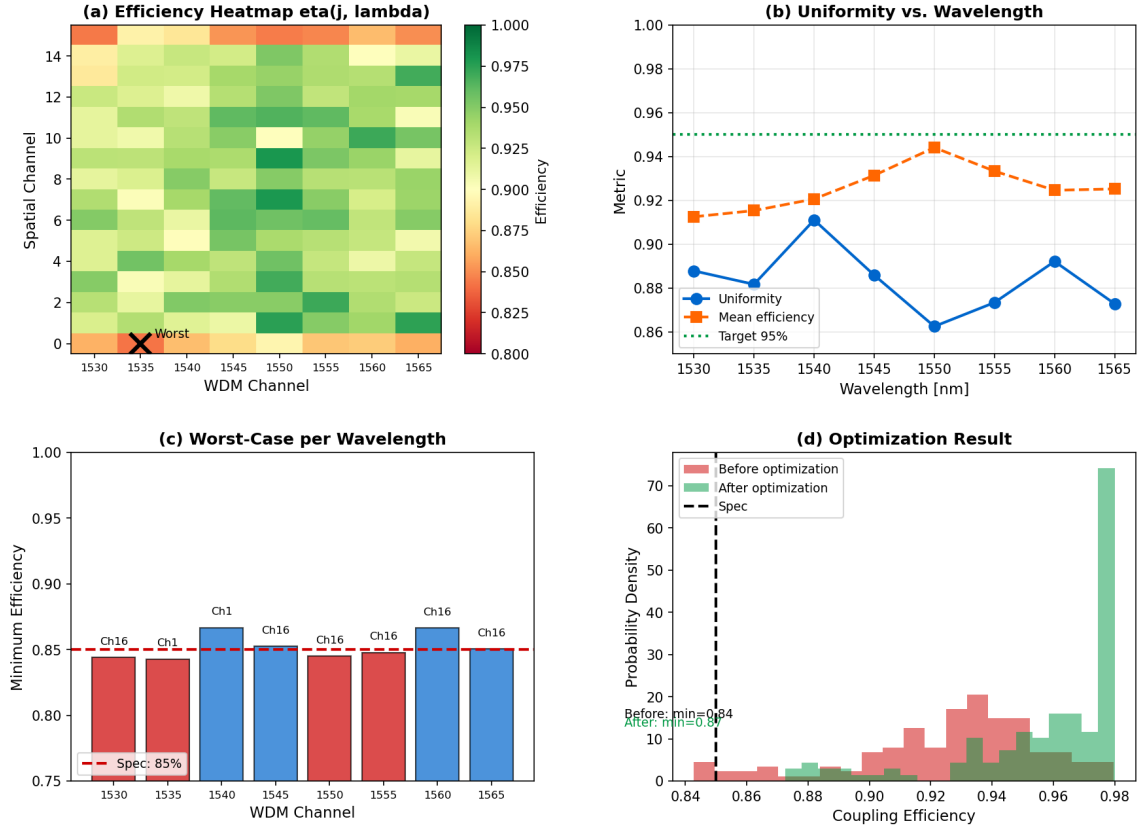 (a) Efficiency Heatmap eta(j, lambda)
14
12
10
8
6
4
2
0
Spatial Channel
Worst
1530 1535 1540 1545 1550 1555 1560 1565
WDM Channel
1.000
0.975
0.950
0.925
0.900
0.875
0.850
0.825
0.800
Efficiency
(b) Uniformity vs. Wavelength
1.00
0.98
0.96
0.94
0.92
0.90
0.88
0.86
Metric
Uniformity
Mean efficiency
Target 95%
1530 1535 1540 1545 1550 1555 1560 1565
Wavelength [nm]
(c) Worst-Case per Wavelength
1.00
0.95
0.90
0.85
0.80
0.75
Minimum Efficiency
Ch16 Ch1 Ch1 Ch16 Ch16 Ch16 Ch16 Ch16
Spec: 85%
1530 1535 1540 1545 1550 1555 1560 1565
WDM Channel
(d) Optimization Result
Before optimization
After optimization
Spec
70
60
50
40
30
20
10
0
Probability Density
Before: min=0.84
After: min=0.87
0.84 0.86 0.88 0.90 0.92 0.94 0.96 0.98
Coupling Efficiency